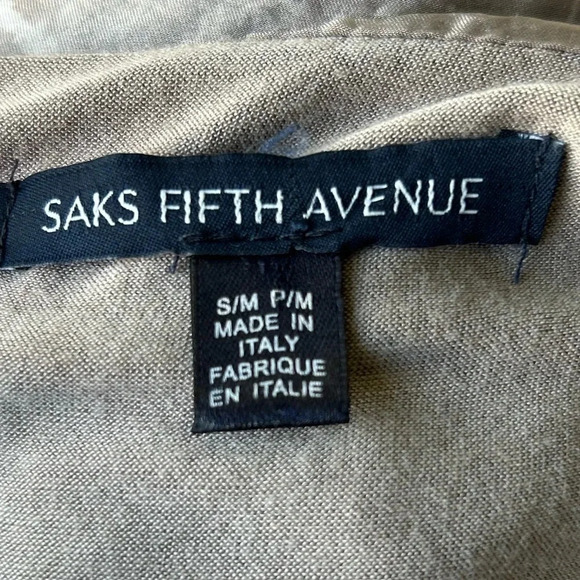 SAKS FIFTH AVENUE
S/M P/M
MADE IN
ITALY
FABRIQUE
EN ITALIE